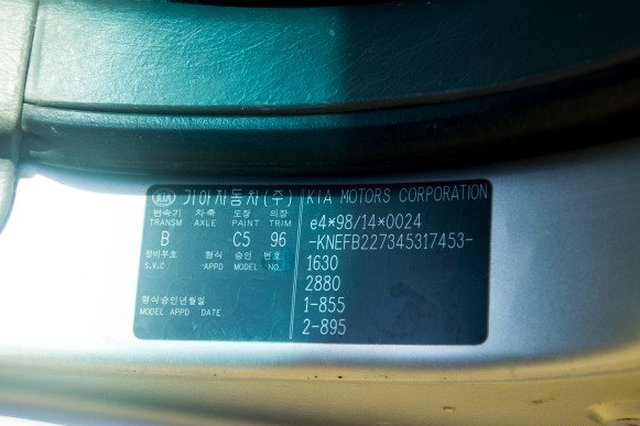 KIA 기아자동차(주) KIA MOTORS CORPORATION
변속기 차축 도장 의장
TRANSM AXLE PAINT TRIM
e4*98/14*0024
B C5 96
-KNEFB227345317453-
정비부호 형식 승인 번호
S.V.C -APPD MODEL NO.
1630
2880
형식승인년월일
1-855
MODEL APPD DATE
2-895